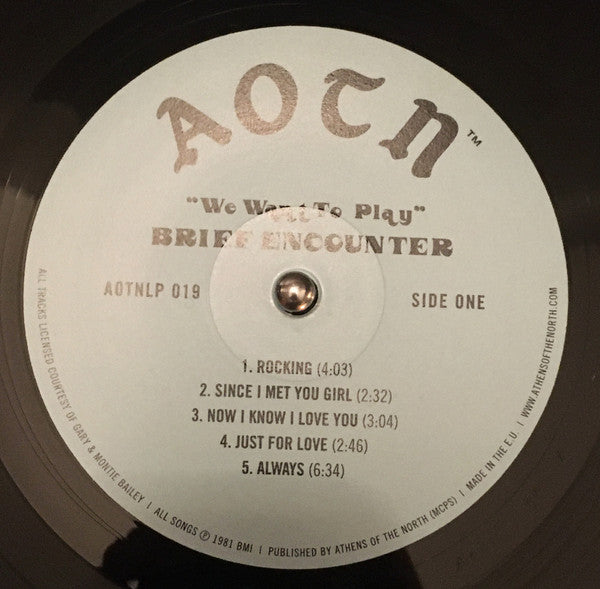 AOTN™
"We Want To Play"
BRIEF ENCOUNTER
AOTNLP 019
SIDE ONE
1. ROCKING (4:03)
2. SINCE I MET YOU GIRL (2:32)
3. NOW I KNOW I LOVE YOU (3:04)
4. JUST FOR LOVE (2:46)
5. ALWAYS (6:34)
ALL TRACKS LICENSED COURTESY OF GARY & MONTIE BAILEY | ALL SONGS ℗ 1981 BMI | PUBLISHED BY ATHENS OF THE NORTH (MCPS) | MADE IN THE E.U. | WWW.ATHENSOFTHENORTH.COM